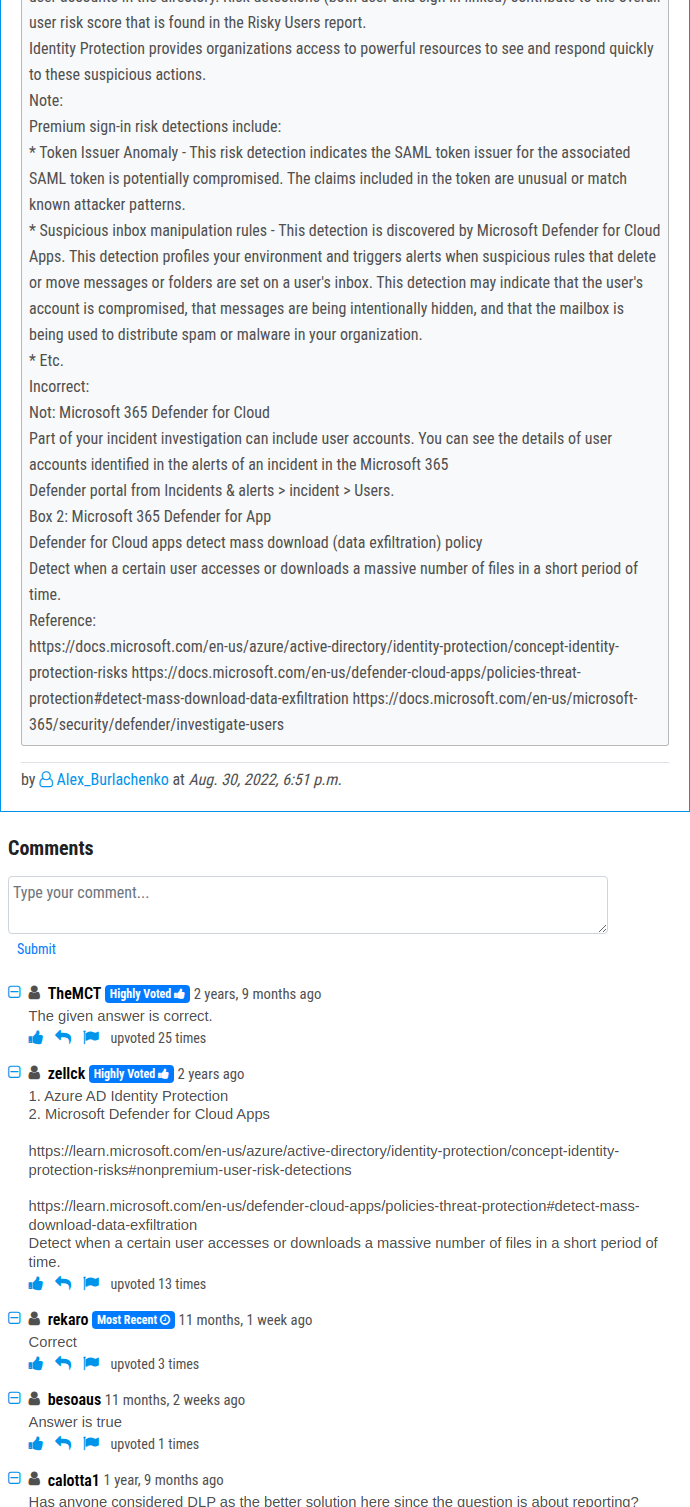 user risk score that is found in the Risky Users report.
Identity Protection provides organizations access to powerful resources to see and respond quickly
to these suspicious actions.
Note:
Premium sign-in risk detections include:
* Token Issuer Anomaly - This risk detection indicates the SAML token issuer for the associated
SAML token is potentially compromised. The claims included in the token are unusual or match
known attacker patterns.
* Suspicious inbox manipulation rules - This detection is discovered by Microsoft Defender for Cloud
Apps. This detection profiles your environment and triggers alerts when suspicious rules that delete
or move messages or folders are set on a user's inbox. This detection may indicate that the user's
account is compromised, that messages are being intentionally hidden, and that the mailbox is
being used to distribute spam or malware in your organization.
* Etc.
Incorrect:
Not: Microsoft 365 Defender for Cloud
Part of your incident investigation can include user accounts. You can see the details of user
accounts identified in the alerts of an incident in the Microsoft 365
Defender portal from Incidents & alerts > incident > Users.
Box 2: Microsoft 365 Defender for App
Defender for Cloud apps detect mass download (data exfiltration) policy
Detect when a certain user accesses or downloads a massive number of files in a short period of
time.
Reference:
https://docs.microsoft.com/en-us/azure/active-directory/identity-protection/concept-identity-
protection-risks https://docs.microsoft.com/en-us/defender-cloud-apps/policies-threat-
protection#detect-mass-download-data-exfiltration https://docs.microsoft.com/en-us/microsoft-
365/security/defender/investigate-users
by Alex_Burlachenko at Aug. 30, 2022, 6:51 p.m.
Comments
Type your comment...
Submit
TheMCT Highly Voted 2 years, 9 months ago
The given answer is correct.
upvoted 25 times
zellck Highly Voted 2 years ago
1. Azure AD Identity Protection
2. Microsoft Defender for Cloud Apps
https://learn.microsoft.com/en-us/azure/active-directory/identity-protection/concept-identity-
protection-risks#nonpremium-user-risk-detections
https://learn.microsoft.com/en-us/defender-cloud-apps/policies-threat-protection#detect-mass-
download-data-exfiltration
Detect when a certain user accesses or downloads a massive number of files in a short period of
time.
upvoted 13 times
rekaro Most Recent 11 months, 1 week ago
Correct
upvoted 3 times
besoaus 11 months, 2 weeks ago
Answer is true
upvoted 1 times
calotta1 1 year, 9 months ago
Has anyone considered DLP as the better solution here since the question is about reporting?